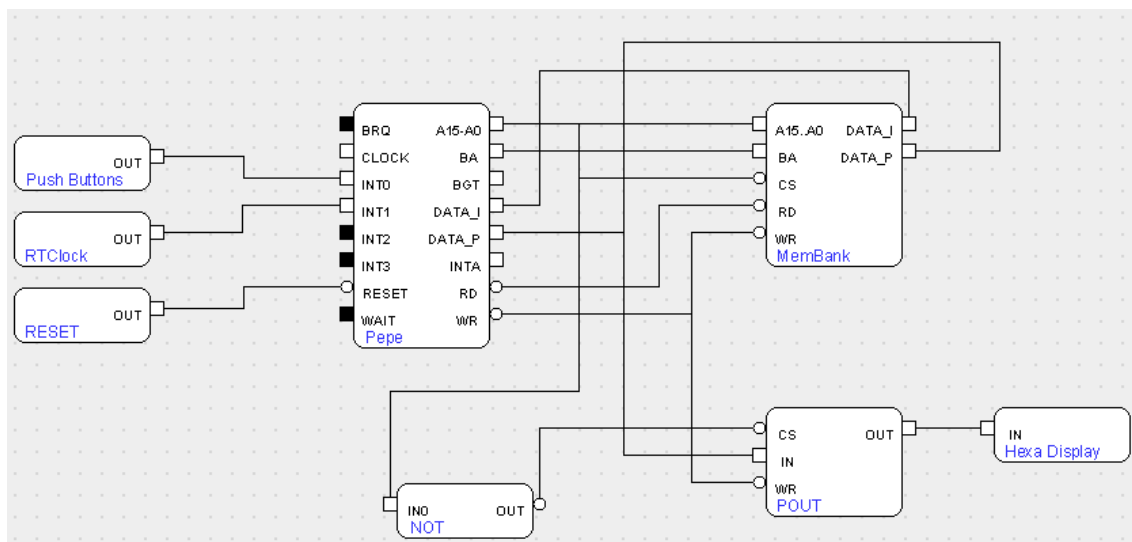 OUT
Push Buttons
OUT
RTClock
OUT
RESET
BRQ A15-A0
CLOCK BA
INT0 BGT
INT1 DATA_I
INT2 DATA_P
INT3 INTA
RESET RD
WAIT WR
Pepe
A15..A0 DATA_I
BA DATA_P
CS
RD
WR
MemBank
IN0 OUT
NOT
CS OUT
IN
WR
POUT
IN
Hexa Display